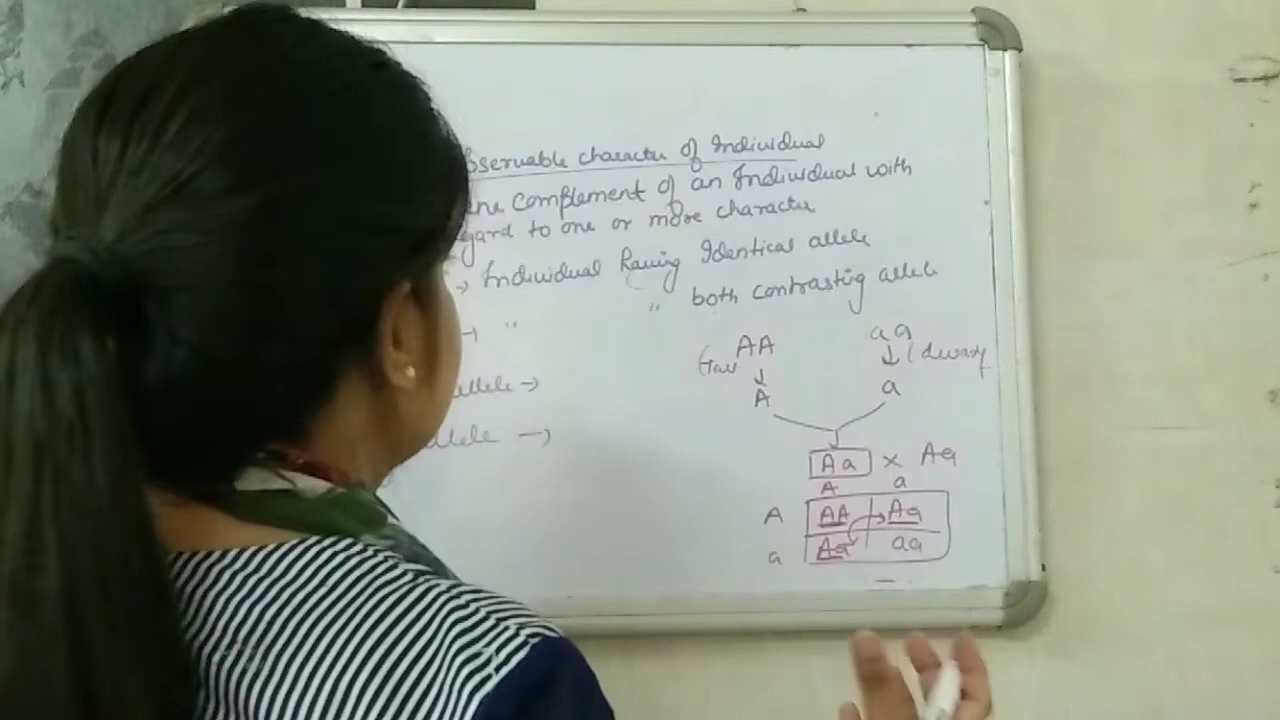 bservable character of Individual
ene complement of an Individual with
gard to one or more character
→ Individual Having Identical allele
→ " " both contrasting allele
AA aa
(Tall (dwarf
↓ ↓
A a
Aa × Aa
A a
A AA Aa
a Aa aa
allele →
allele →